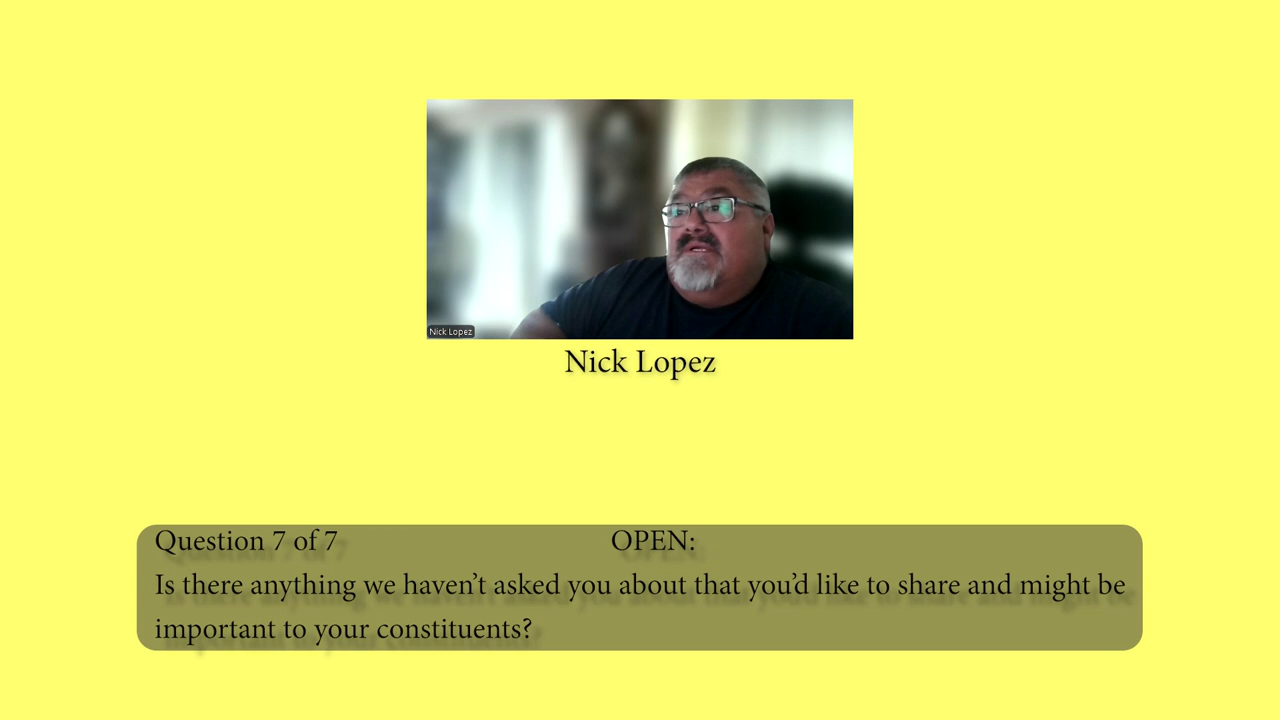 Nick Lopez
Nick Lopez
Question 7 of 7 OPEN:
Is there anything we haven’t asked you about that you’d like to share and might be
important to your constituents?